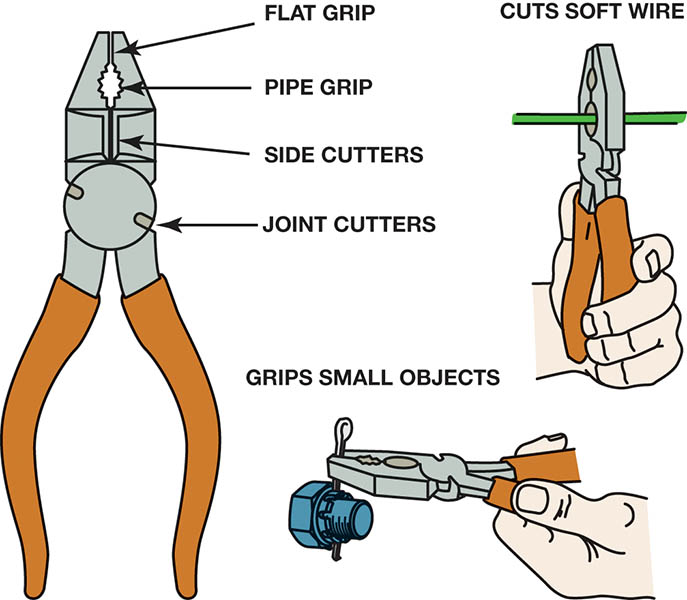 FLAT GRIP
PIPE GRIP
SIDE CUTTERS
JOINT CUTTERS
CUTS SOFT WIRE
GRIPS SMALL OBJECTS